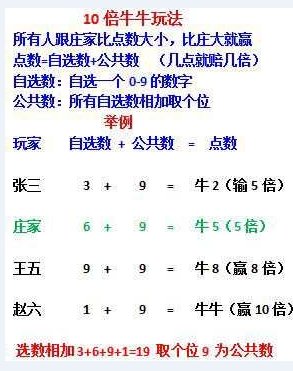 10 倍牛牛玩法
所有人跟庄家比点数大小，比庄大就赢
点数=自选数+公共数 （几点就赔几倍）
自选数：自选一个 0-9 的数字
公共数：所有自选数相加取个位
举例
玩家 自选数 + 公共数 = 点数
张三 3 + 9 = 牛 2（输 5 倍）
庄家 6 + 9 = 牛 5（5 倍）
王五 9 + 9 = 牛 8（赢 8 倍）
赵六 1 + 9 = 牛牛（赢 10 倍）
选数相加 3+6+9+1=19 取个位 9 为公共数